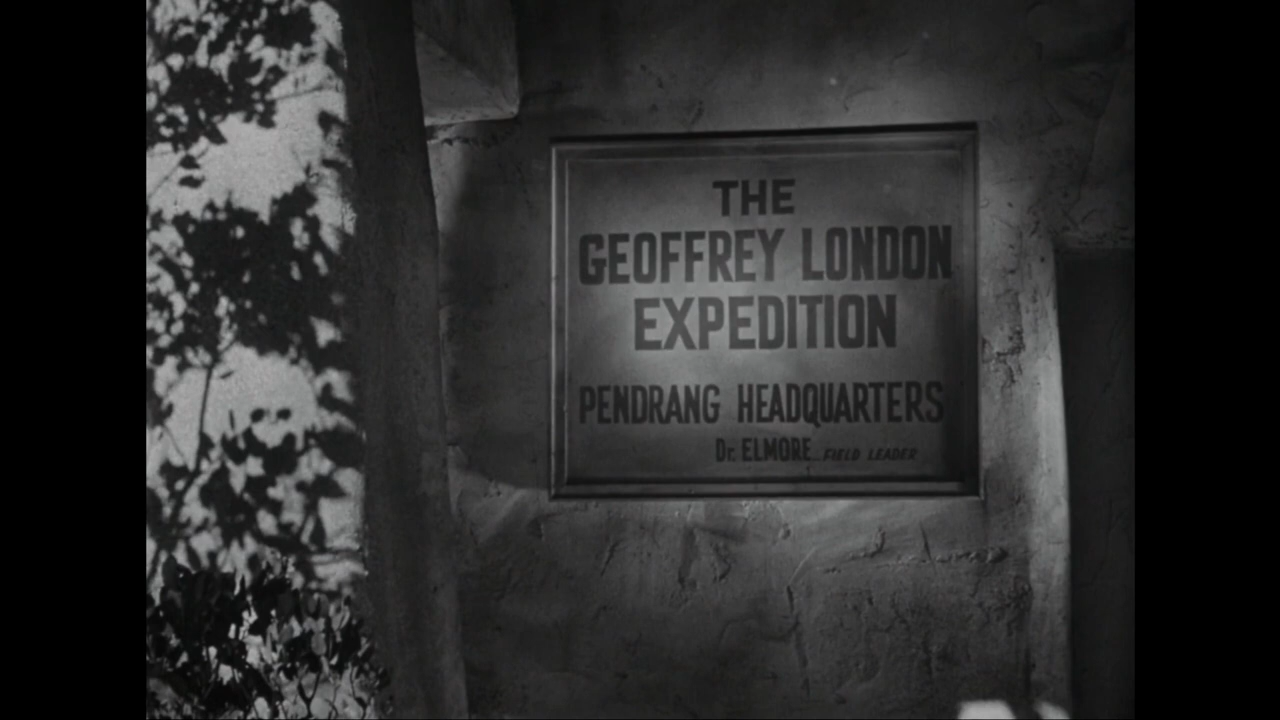 THE
GEOFFREY LONDON
EXPEDITION
PENDRANG HEADQUARTERS
Dr. ELMORE...FIELD LEADER